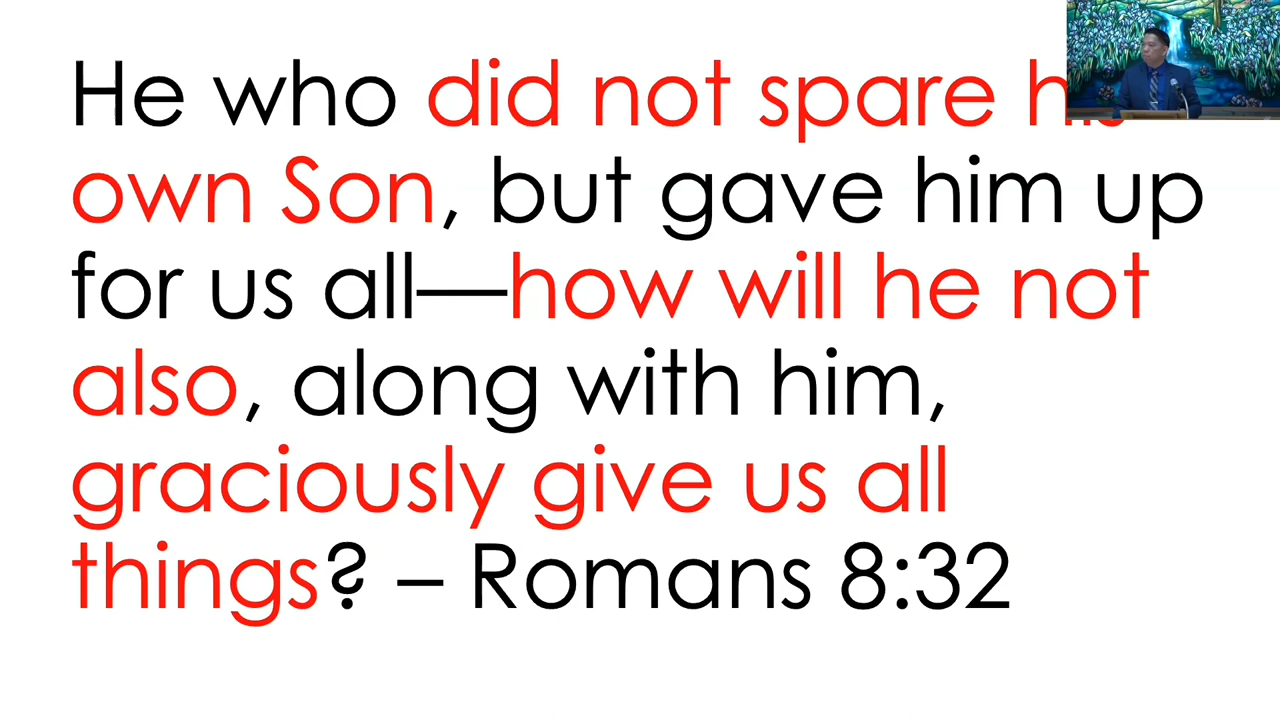 He who did not spare his
own Son, but gave him up
for us all—how will he not
also, along with him,
graciously give us all
things? – Romans 8:32